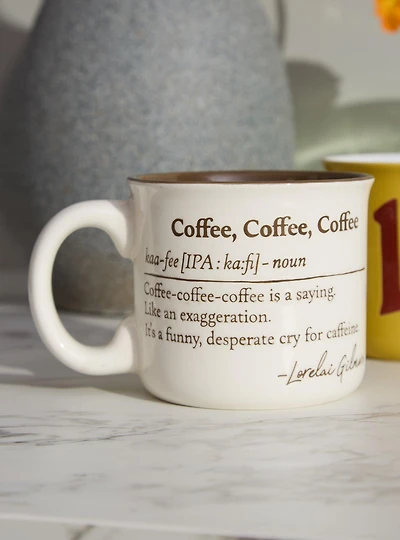 Coffee, Coffee, Coffee
kaa-fee [IPA : ka:fi] - noun
Coffee-coffee-coffee is a saying.
Like an exaggeration.
It's a funny, desperate cry for caffeine
-Lorelai